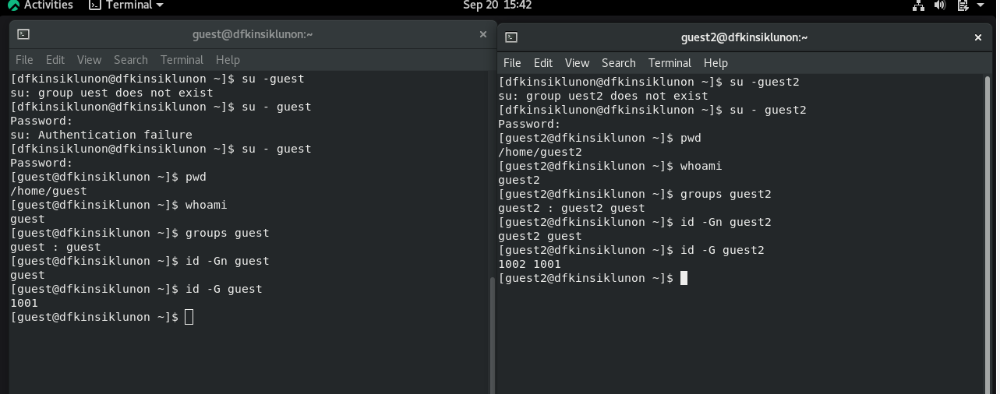 Activities Terminal Sep 20 15:42
guest@dfkinsiklunon:~
File Edit View Search Terminal Help
[dfkinsiklunon@dfkinsiklunon ~]$ su -guest
su: group uest does not exist
[dfkinsiklunon@dfkinsiklunon ~]$ su - guest
Password:
su: Authentication failure
[dfkinsiklunon@dfkinsiklunon ~]$ su - guest
Password:
[guest@dfkinsiklunon ~]$ pwd
/home/guest
[guest@dfkinsiklunon ~]$ whoami
guest
[guest@dfkinsiklunon ~]$ groups guest
guest : guest
[guest@dfkinsiklunon ~]$ id -Gn guest
guest
[guest@dfkinsiklunon ~]$ id -G guest
1001
[guest@dfkinsiklunon ~]$
guest2@dfkinsiklunon:~
File Edit View Search Terminal Help
[dfkinsiklunon@dfkinsiklunon ~]$ su -guest2
su: group uest2 does not exist
[dfkinsiklunon@dfkinsiklunon ~]$ su - guest2
Password:
[guest2@dfkinsiklunon ~]$ pwd
/home/guest2
[guest2@dfkinsiklunon ~]$ whoami
guest2
[guest2@dfkinsiklunon ~]$ groups guest2
guest2 : guest2 guest
[guest2@dfkinsiklunon ~]$ id -Gn guest2
guest2 guest
[guest2@dfkinsiklunon ~]$ id -G guest2
1002 1001
[guest2@dfkinsiklunon ~]$